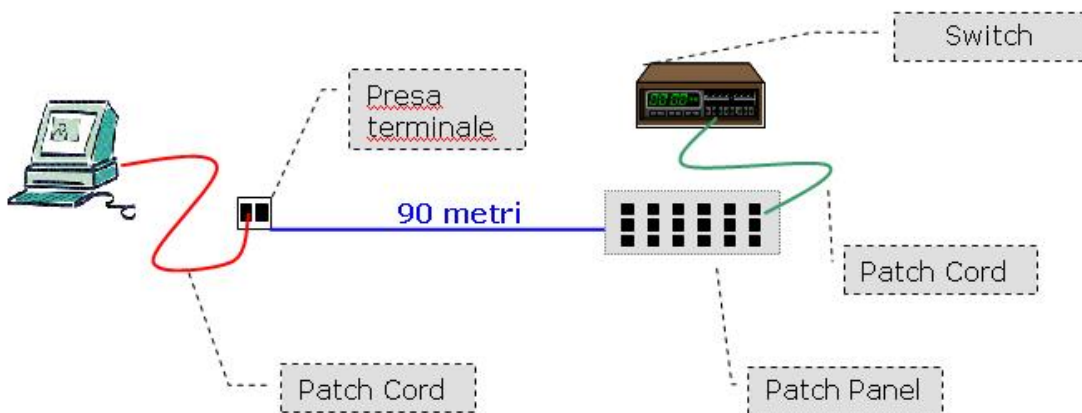 Switch
Presa
terminale
90 metri
Patch Cord
Patch Cord
Patch Panel